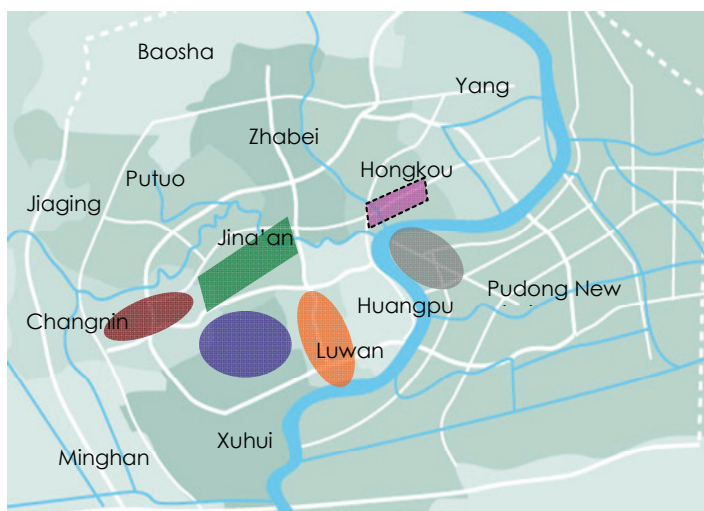 Baosha
Yang
Zhabei
Hongkou
Putuo
Jiaging
Jina'an
Pudong New
Huangpu
Changnin
Luwan
Xuhui
Minghan